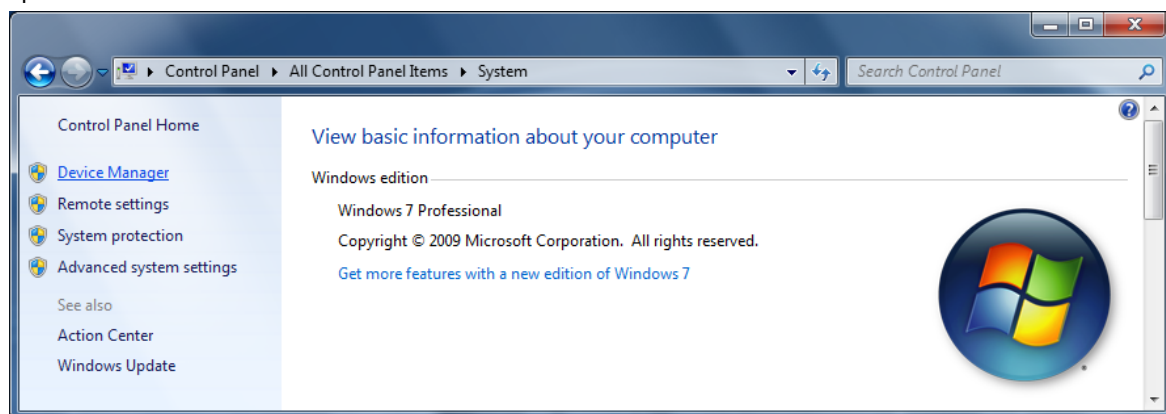 Control Panel ▸ All Control Panel Items ▸ System
Search Control Panel
Control Panel Home
Device Manager
Remote settings
System protection
Advanced system settings
See also
Action Center
Windows Update
View basic information about your computer
Windows edition
Windows 7 Professional
Copyright © 2009 Microsoft Corporation. All rights reserved.
Get more features with a new edition of Windows 7